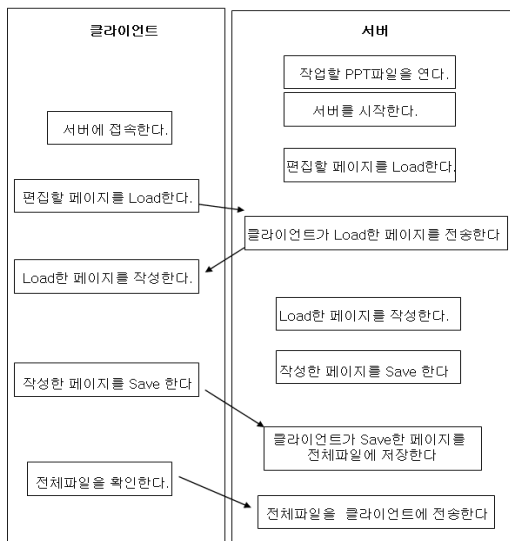 클라이언트
서버
작업할 PPT파일을 연다.
서버를 시작한다.
서버에 접속한다.
편집할 페이지를 Load한다.
편집할 페이지를 Load한다.
클라이언트가 Load한 페이지를 전송한다
Load한 페이지를 작성한다.
Load한 페이지를 작성한다.
작성한 페이지를 Save 한다
작성한 페이지를 Save 한다
클라이언트가 Save한 페이지를
전체파일에 저장한다
전체파일을 확인한다.
전체파일을 클라이언트에 전송한다